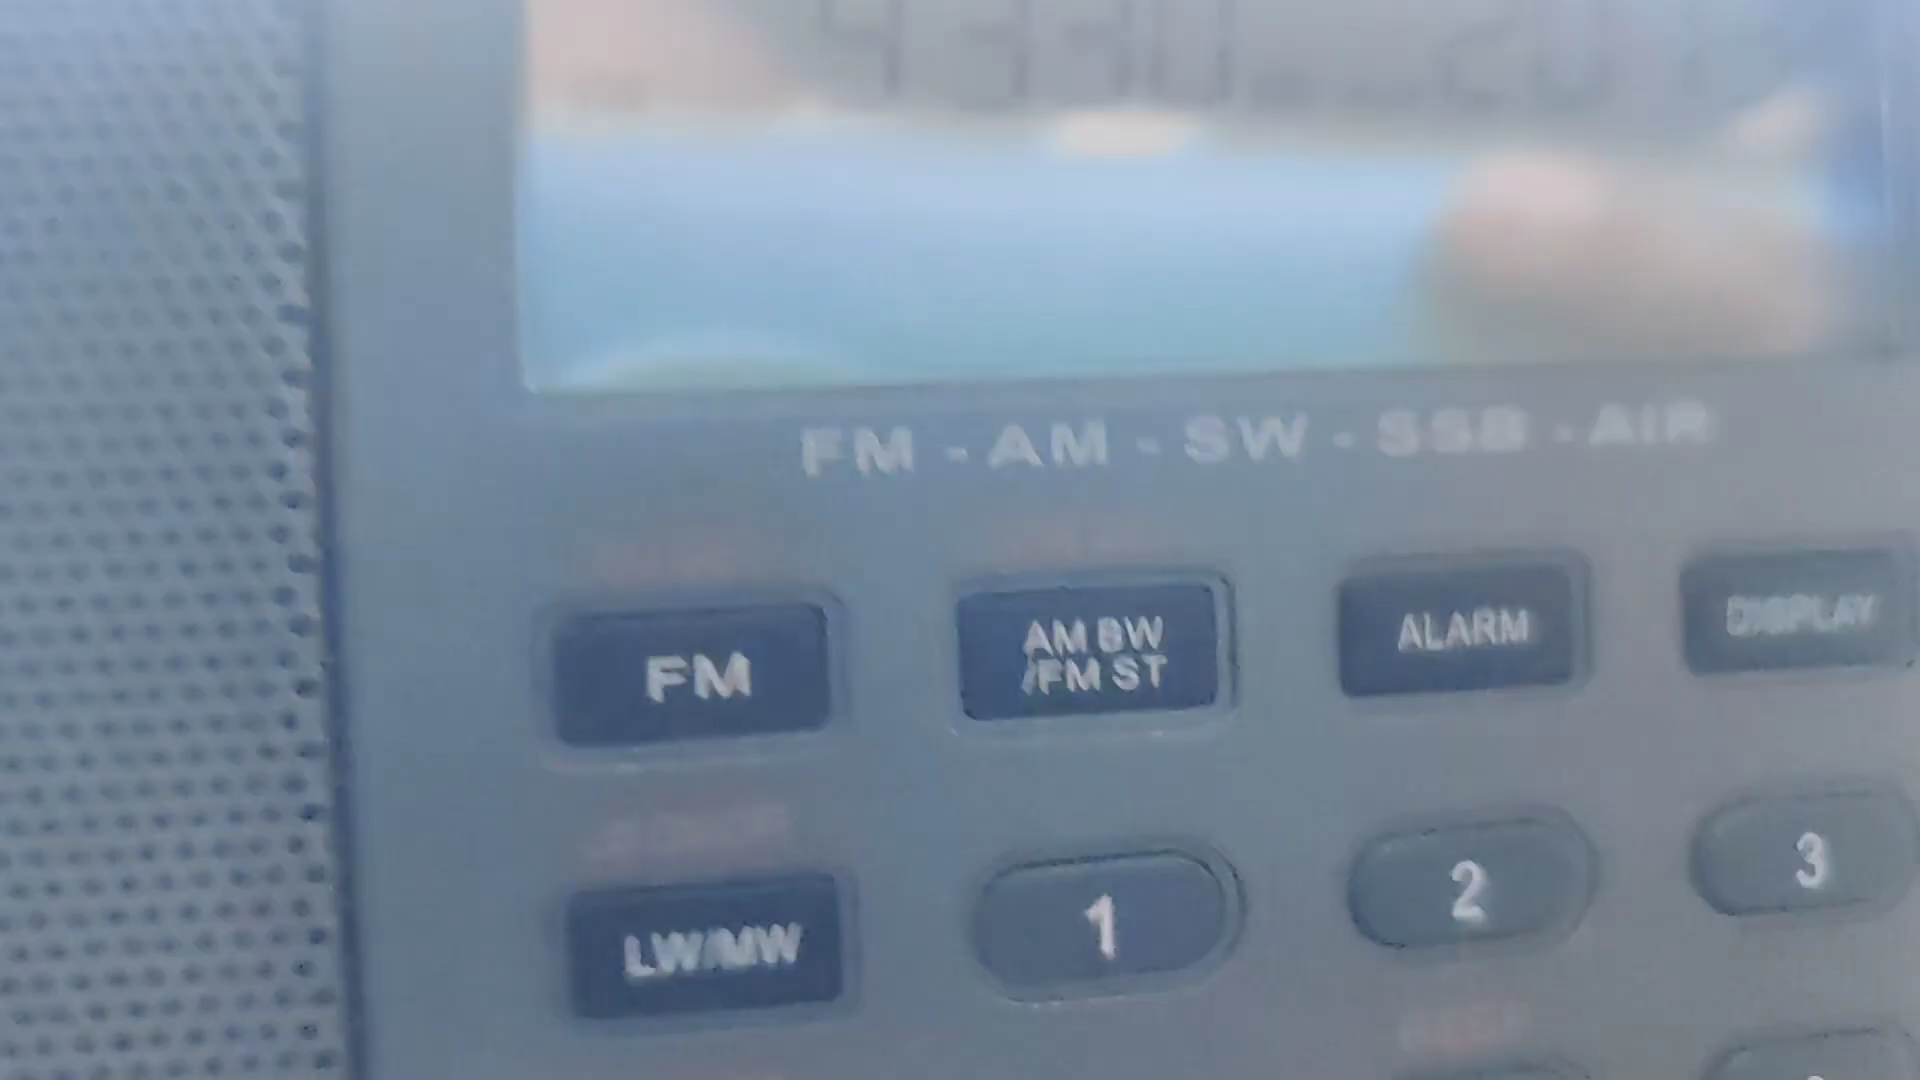 FM - AM - SW - SSB - AIR
FM
AM BW
/FM ST
ALARM
DISPLAY
LW/MW
1
2
3